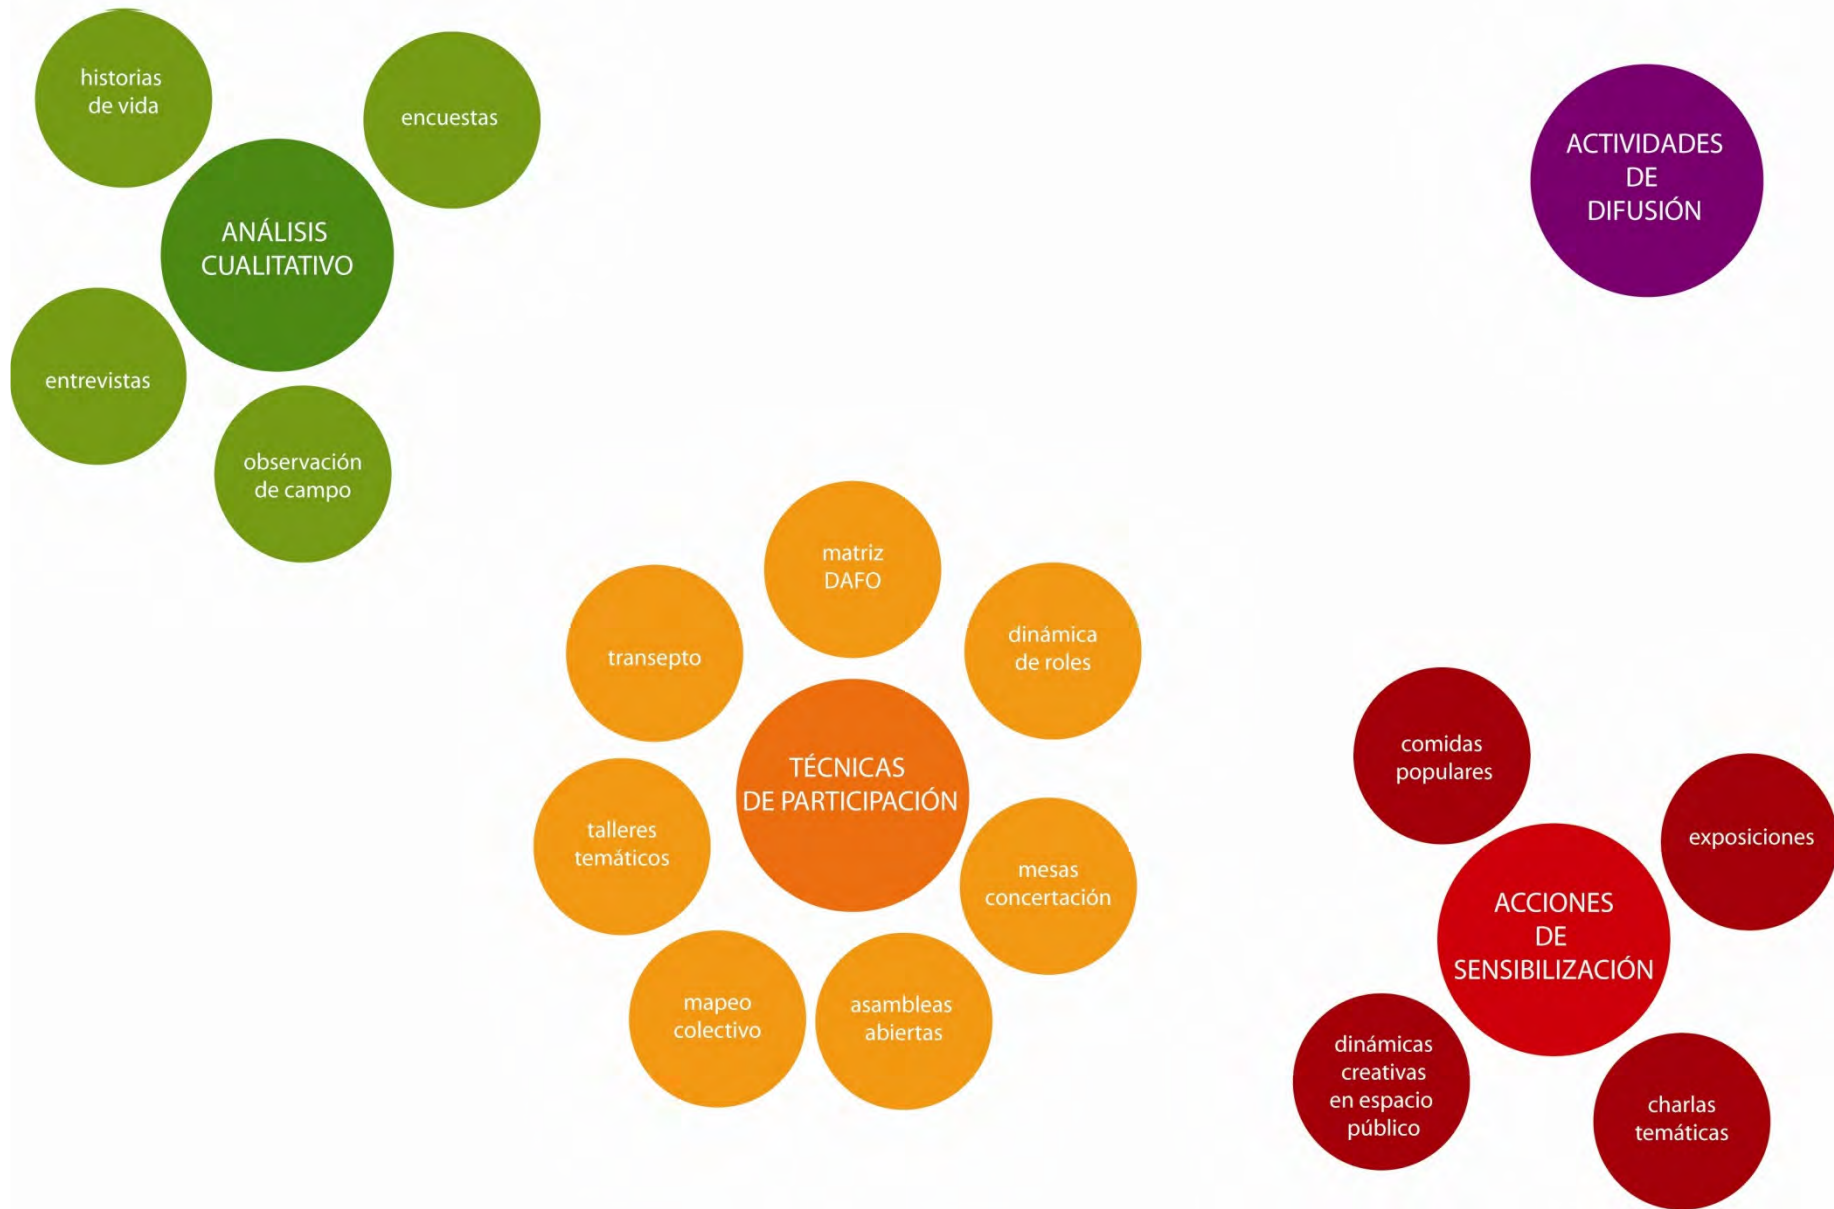 historias
de vida
encuestas
ANÁLISIS
CUALITATIVO
entrevistas
observación
de campo
ACTIVIDADES
DE
DIFUSIÓN
matriz
DAFO
transepto
dinámica
de roles
TÉCNICAS
DE PARTICIPACIÓN
talleres
temáticos
mesas
concertación
mapeo
colectivo
asambleas
abiertas
comidas
populares
exposiciones
ACCIONES
DE
SENSIBILIZACIÓN
dinámicas
creativas
en espacio
público
charlas
temáticas